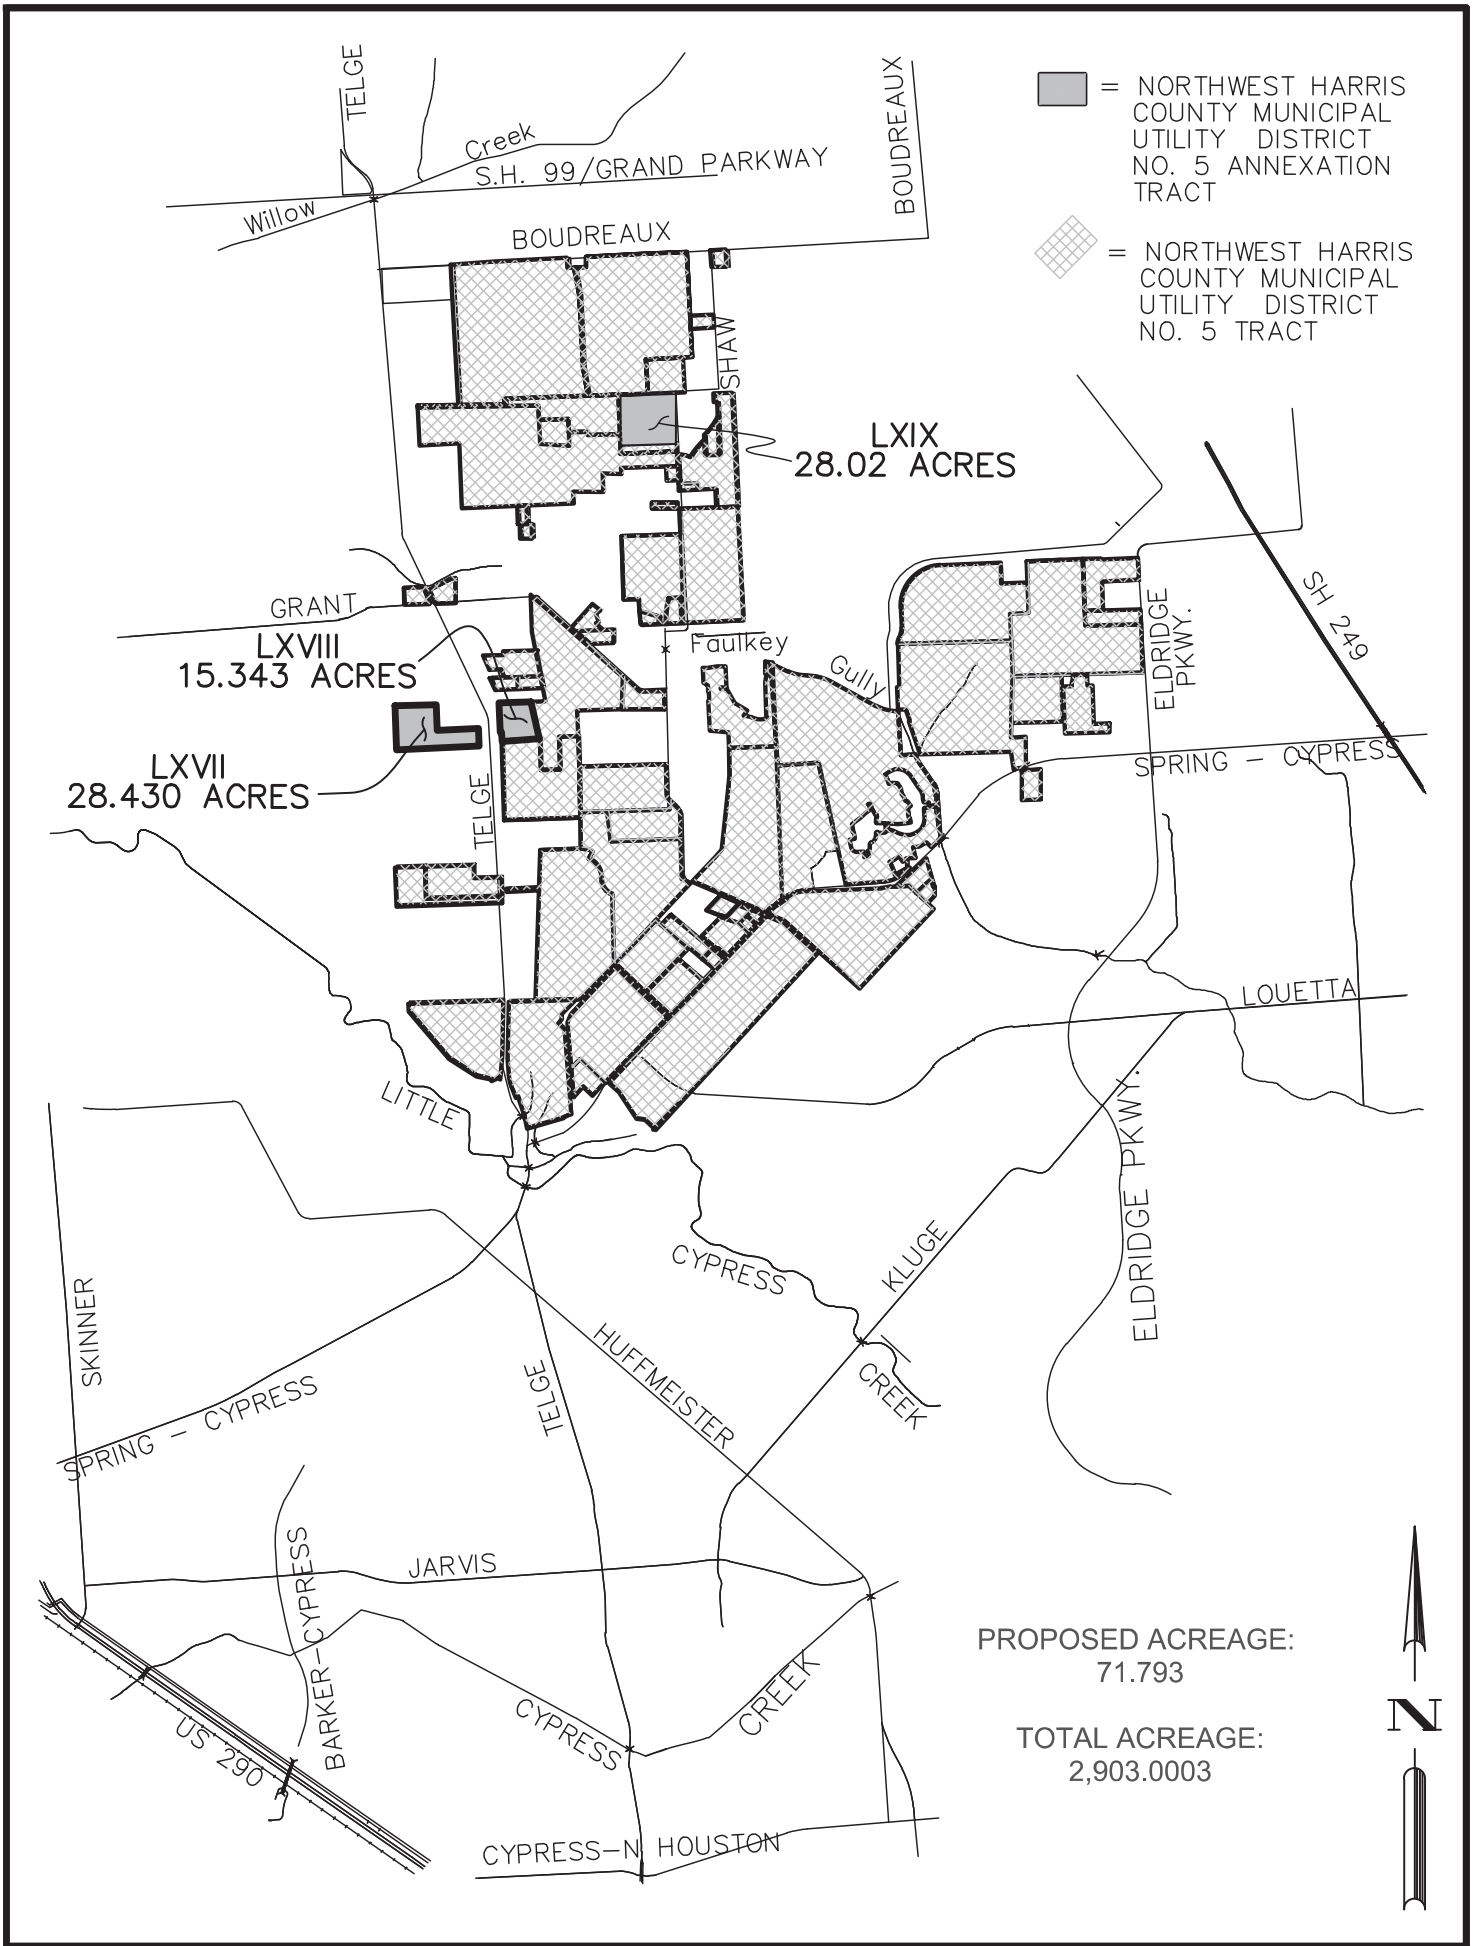 TELGE
Creek
S.H. 99/GRAND PARKWAY
Willow
BOUDREAUX
BOUDREAUX
= NORTHWEST HARRIS
COUNTY MUNICIPAL
UTILITY DISTRICT
NO. 5 ANNEXATION
TRACT
= NORTHWEST HARRIS
COUNTY MUNICIPAL
UTILITY DISTRICT
NO. 5 TRACT
SHAW
LXIX
28.02 ACRES
GRANT
LXVIII
15.343 ACRES
Faulkey
Gully
ELDRIDGE
PKWY.
SH 249
LXVII
28.430 ACRES
TELGE
SPRING - CYPRESS
LOUETTA
LITTLE
CYPRESS
CREEK
KLUGE
ELDRIDGE PKWY.
SKINNER
SPRING - CYPRESS
TELGE
HUFFMEISTER
JARVIS
BARKER-CYPRESS
US 290
CYPRESS
CREEK
CYPRESS-N HOUSTON
PROPOSED ACREAGE:
71.793
TOTAL ACREAGE:
2,903.0003
N